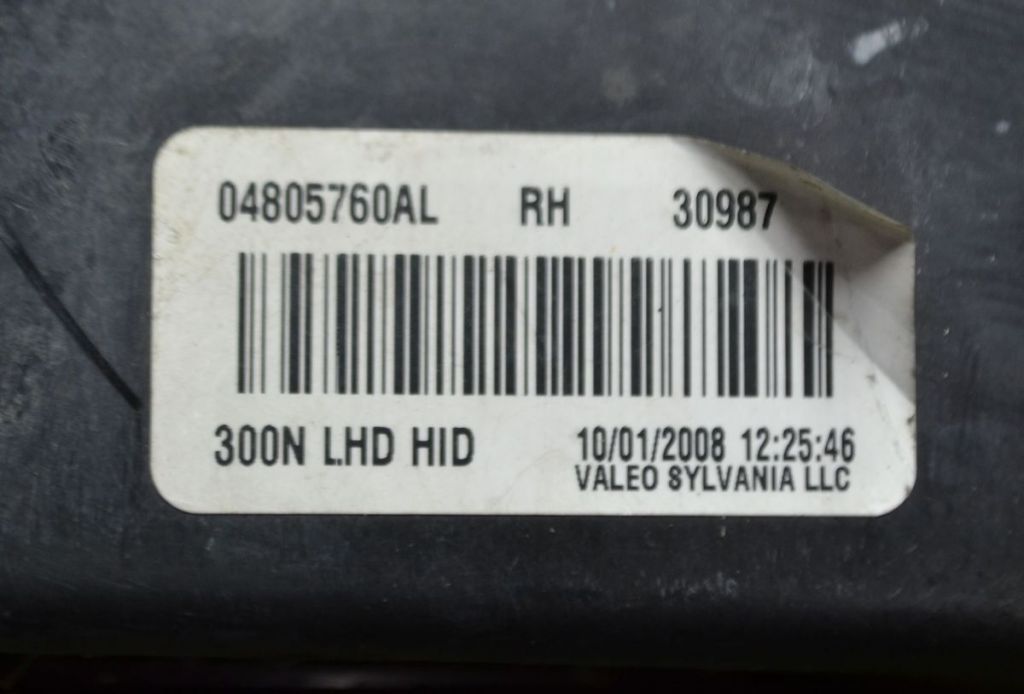 04805760AL RH 30987
300N LHD HID 10/01/2008 12:25:46
VALEO SYLVANIA LLC